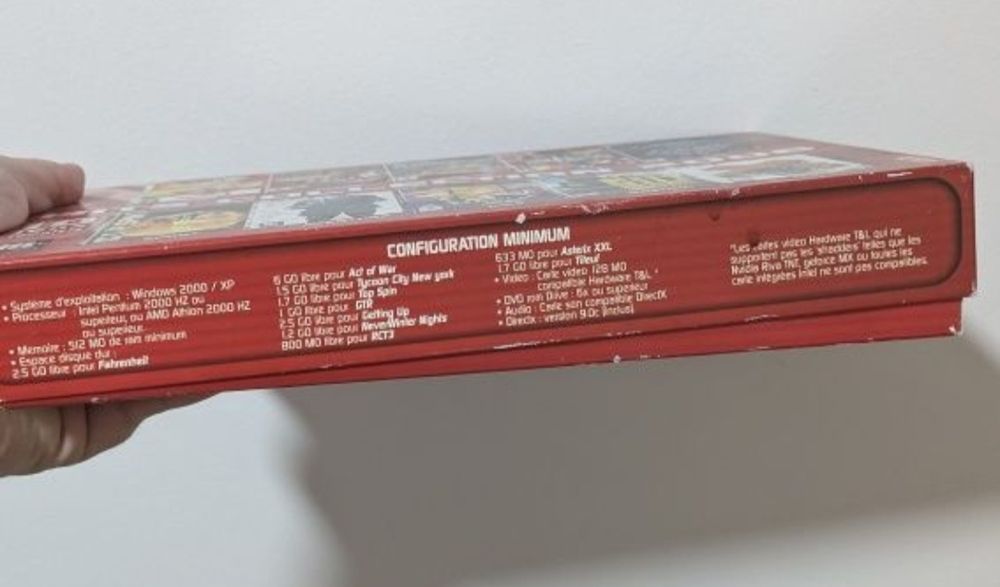 CONFIGURATION MINIMUM
• Système d'exploitation : Windows 2000 / XP
• Processeur : Intel Pentium 2000 HZ ou
supérieur, ou AMD Athlon 2000 HZ
ou supérieur.
• Mémoire : 512 MO de ram minimum
• Espace disque dur :
2.5 GO libre pour Fahrenheit
6 GO libre pour Act of War
1.5 GO libre pour Tycoon City New york
1.7 GO libre pour Top Spin
1 GO libre pour GTR
2.5 GO libre pour Getting Up
1.2 GO libre pour NeverWinter Nights
800 MO libre pour RCT3
633 MO pour Asterix XXL
1.7 GO libre pour Tileul
• Video : Carte video 128 MO
compatible Hardware T&L *
• DVD rom Drive : 6x ou supérieur
• Audio : Carte son compatible DirectX
• Directx : version 9.0c (inclus)
*Les video Hardware T&L qui ne
supportent pas les "shadders" telles que les
Nvidia Riva TNT, geforce MX ou toutes les
carte intégrées Intel ne sont pas compatibles.